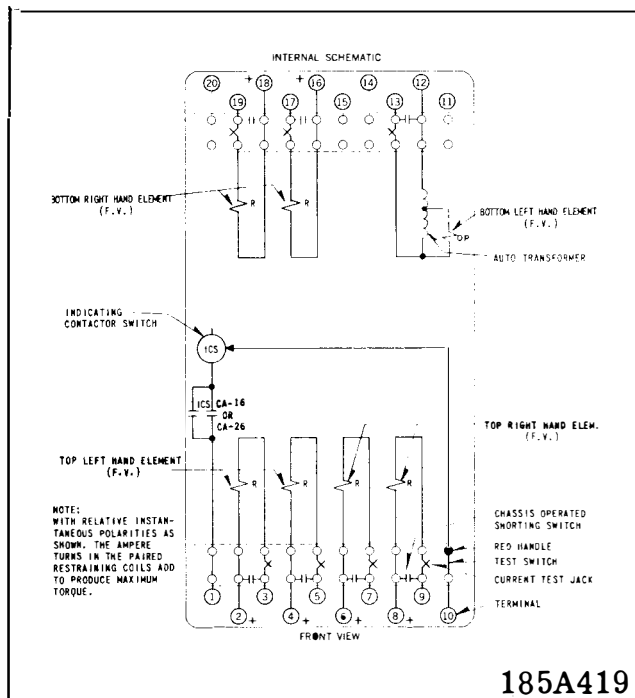 INTERNAL SCHEMATIC
20
+ 18
+ 16
14
12
19
17
15
13
11
BOTTOM RIGHT HAND ELEMENT
(F.V.)
R
R
BOTTOM LEFT HAND ELEMENT
(F.V.)
OP
AUTO TRANSFORMER
INDICATING
CONTACTOR SWITCH
ICS
ICS CA-16
OR
CA-26
TOP LEFT HAND ELEMENT
(F.V.)
TOP RIGHT HAND ELEM.
(F.V.)
R
R
R
R
NOTE:
WITH RELATIVE INSTAN-
TANEOUS POLARITIES AS
SHOWN. THE AMPERE
TURNS IN THE PAIRED
RESTRAINING COILS ADD
TO PRODUCE MAXIMUM
TORQUE.
CHASSIS OPERATED
SHORTING SWITCH
RED HANDLE
TEST SWITCH
CURRENT TEST JACK
TERMINAL
1
3
5
7
9
2 +
4 +
6 +
8 +
10
FRONT VIEW
185A419